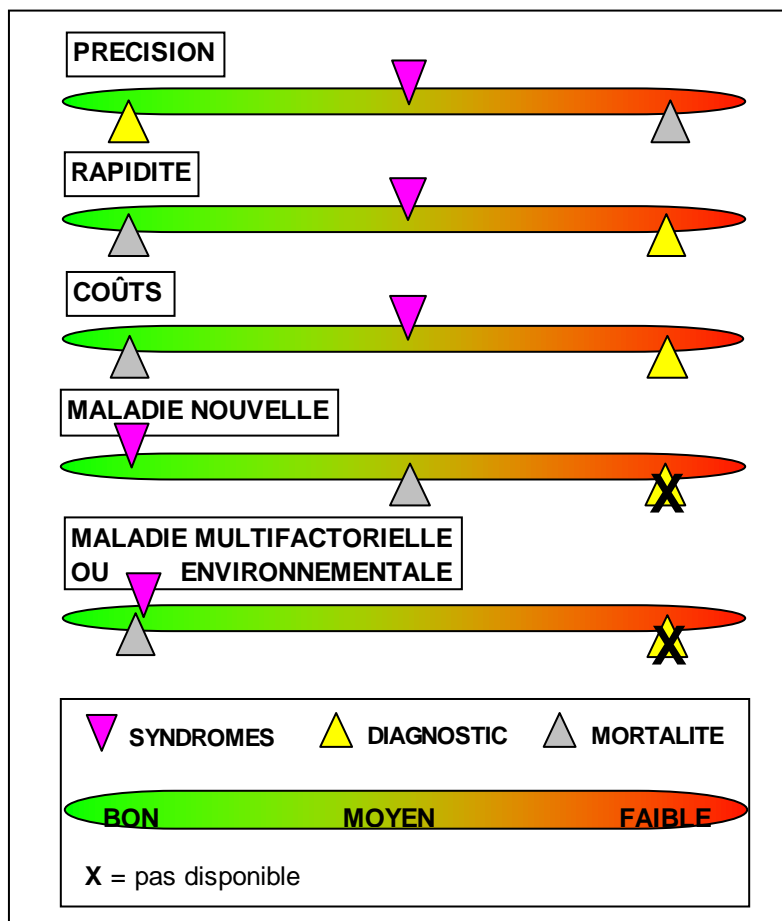 PRECISION
RAPIDITE
COÛTS
MALADIE NOUVELLE
X
MALADIE MULTIFACTORIELLE
OU ENVIRONNEMENTALE
X
SYNDROMES DIAGNOSTIC MORTALITE
BON MOYEN FAIBLE
X = pas disponible